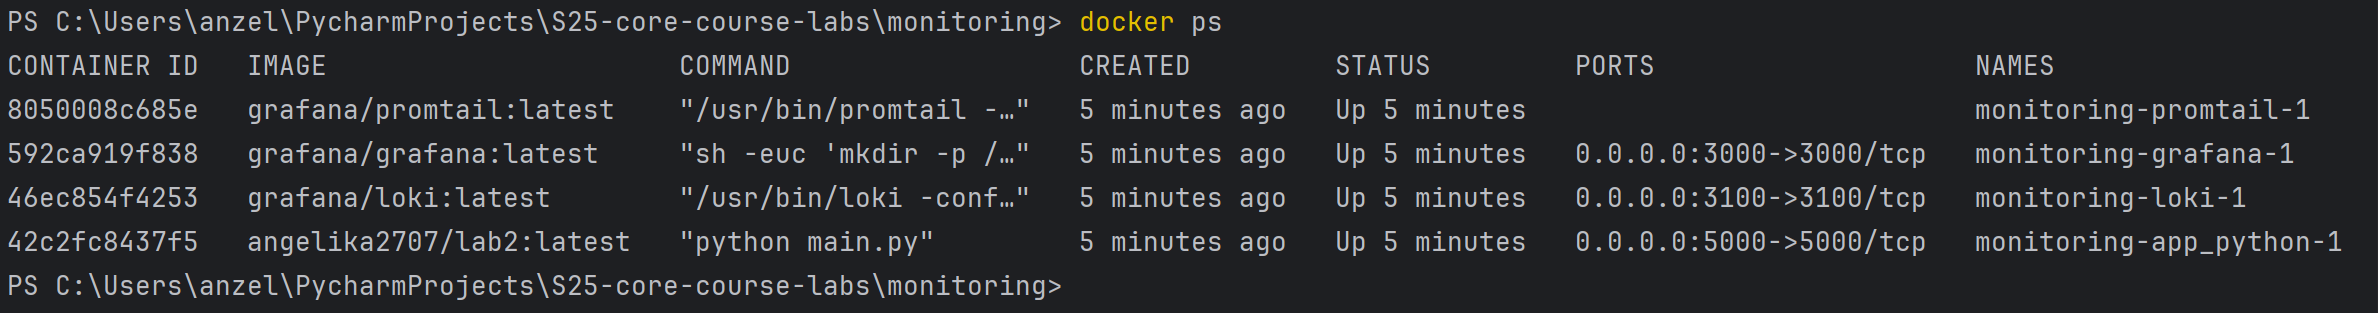 PS C:\Users\anzel\PycharmProjects\S25-core-course-labs\monitoring> docker ps
CONTAINER ID   IMAGE                      COMMAND                  CREATED         STATUS         PORTS                    NAMES
8050008c685e   grafana/promtail:latest    "/usr/bin/promtail -…"   5 minutes ago   Up 5 minutes                            monitoring-promtail-1
592ca919f838   grafana/grafana:latest     "sh -euc 'mkdir -p /…"   5 minutes ago   Up 5 minutes   0.0.0.0:3000->3000/tcp   monitoring-grafana-1
46ec854f4253   grafana/loki:latest        "/usr/bin/loki -conf…"   5 minutes ago   Up 5 minutes   0.0.0.0:3100->3100/tcp   monitoring-loki-1
42c2fc8437f5   angelika2707/lab2:latest   "python main.py"         5 minutes ago   Up 5 minutes   0.0.0.0:5000->5000/tcp   monitoring-app_python-1
PS C:\Users\anzel\PycharmProjects\S25-core-course-labs\monitoring>